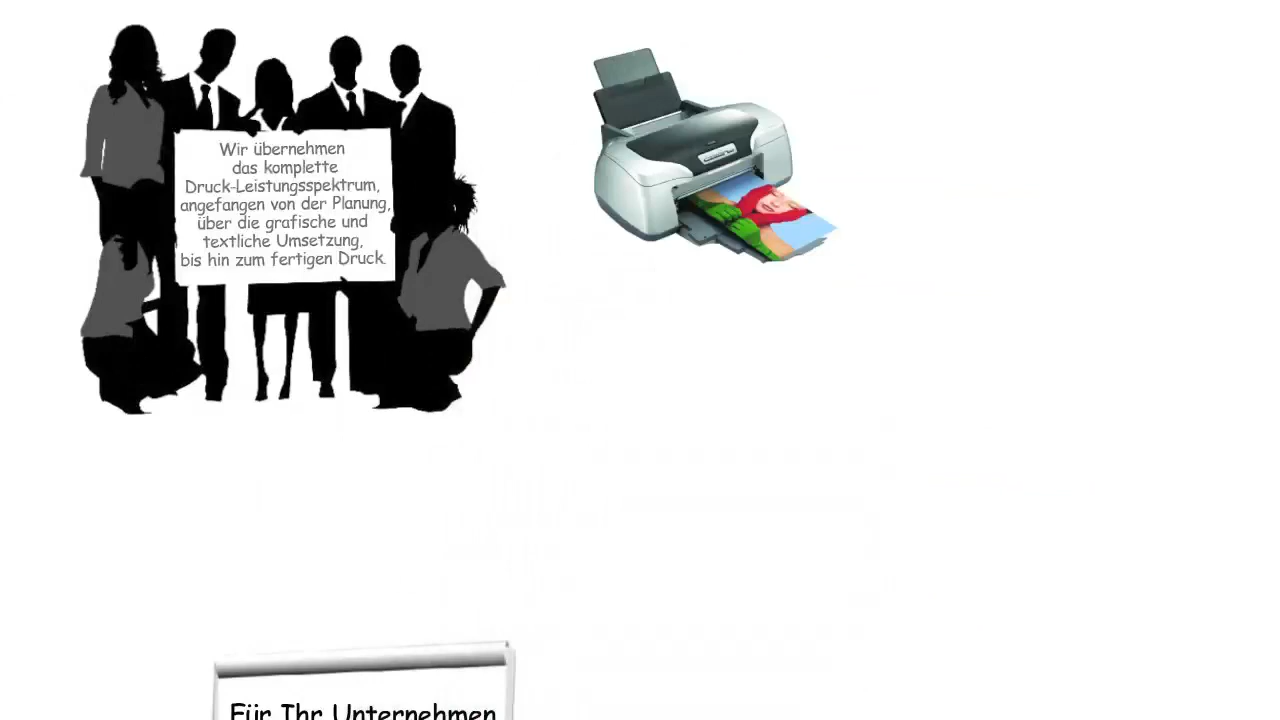 Wir übernehmen
das komplette
Druck-Leistungsspektrum,
angefangen von der Planung,
über die grafische und
textliche Umsetzung,
bis hin zum fertigen Druck.
Für Ihr Unternehmen